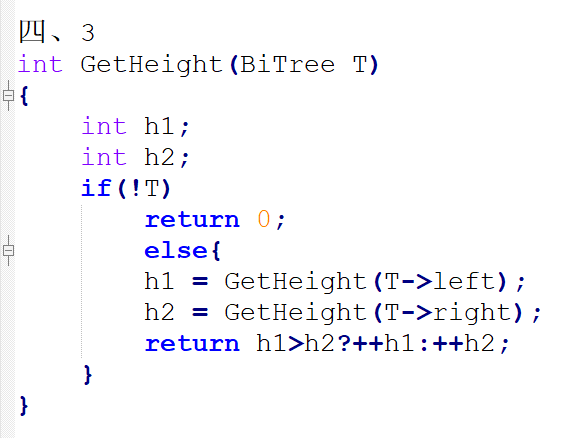 四、3
int GetHeight(BiTree T)
{
    int h1;
    int h2;
    if(!T)
        return 0;
        else{
        h1 = GetHeight(T->left);
        h2 = GetHeight(T->right);
        return h1>h2?++h1:++h2;
    }
}